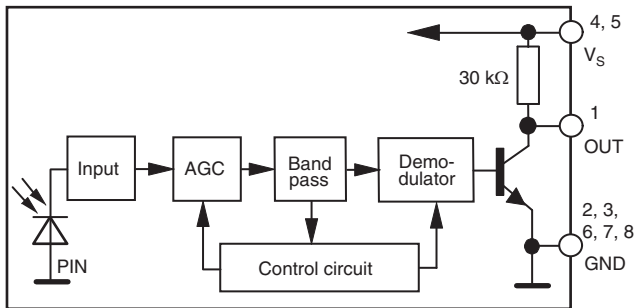 4, 5
V_S
30 kΩ
1
OUT
Input
AGC
Band
pass
Demo-
dulator
2, 3,
6, 7, 8
GND
PIN
Control circuit